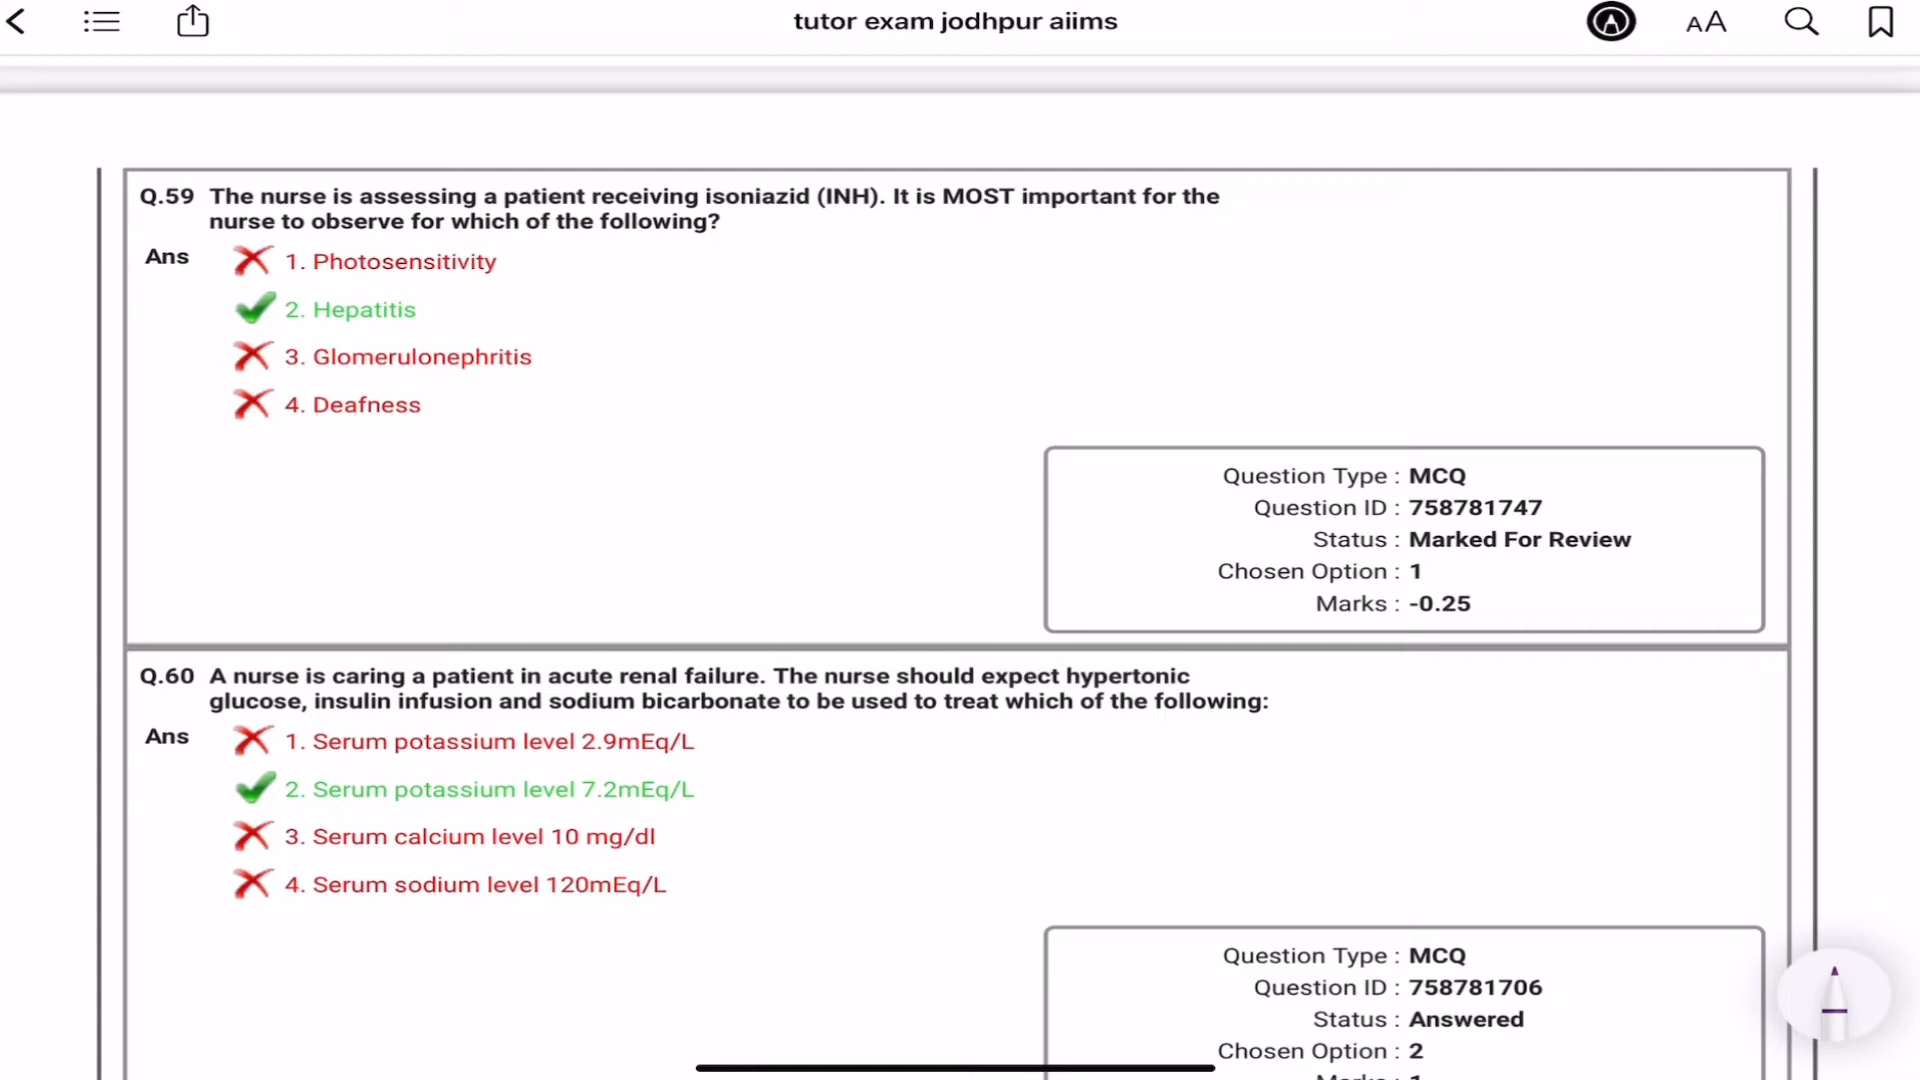 tutor exam jodhpur aiims
AA
Q.59 The nurse is assessing a patient receiving isoniazid (INH). It is MOST important for the
nurse to observe for which of the following?
Ans
1. Photosensitivity
2. Hepatitis
3. Glomerulonephritis
4. Deafness
Question Type : MCQ
Question ID : 758781747
Status : Marked For Review
Chosen Option : 1
Marks : -0.25
Q.60 A nurse is caring a patient in acute renal failure. The nurse should expect hypertonic
glucose, insulin infusion and sodium bicarbonate to be used to treat which of the following:
Ans
1. Serum potassium level 2.9mEq/L
2. Serum potassium level 7.2mEq/L
3. Serum calcium level 10 mg/dl
4. Serum sodium level 120mEq/L
Question Type : MCQ
Question ID : 758781706
Status : Answered
Chosen Option : 2
Marks : 1